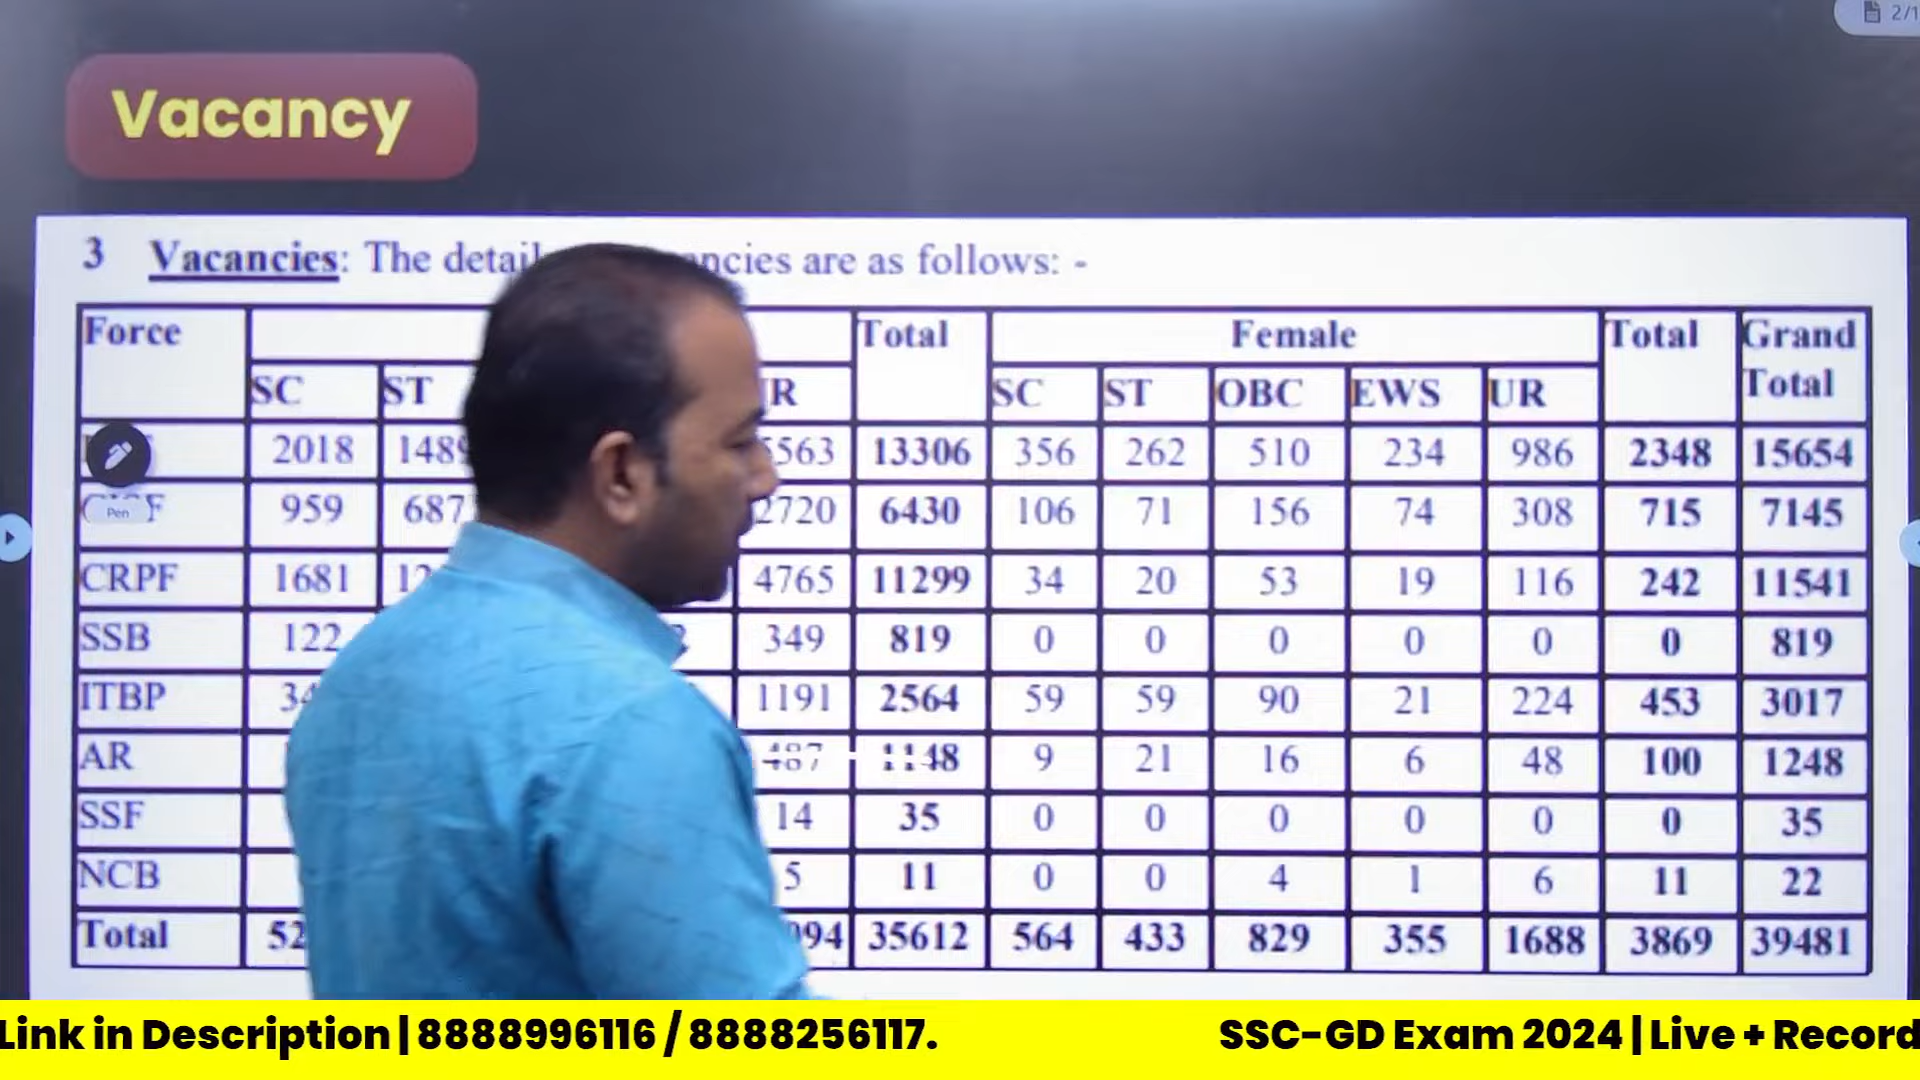 2/1
Vacancy
3 Vacancies: The detail ncies are as follows: -
Force Total Female Total Grand Total
SC ST R SC ST OBC EWS UR
2018 148 563 13306 356 262 510 234 986 2348 15654
Pen F 959 687 2720 6430 106 71 156 74 308 715 7145
CRPF 1681 12 4765 11299 34 20 53 19 116 242 11541
SSB 122 349 819 0 0 0 0 0 0 819
ITBP 34 1191 2564 59 59 90 21 224 453 3017
AR 487 1148 9 21 16 6 48 100 1248
SSF 14 35 0 0 0 0 0 0 35
NCB 5 11 0 0 4 1 6 11 22
Total 52 094 35612 564 433 829 355 1688 3869 39481
Link in Description | 8888996116 / 8888256117. SSC-GD Exam 2024 | Live + Record